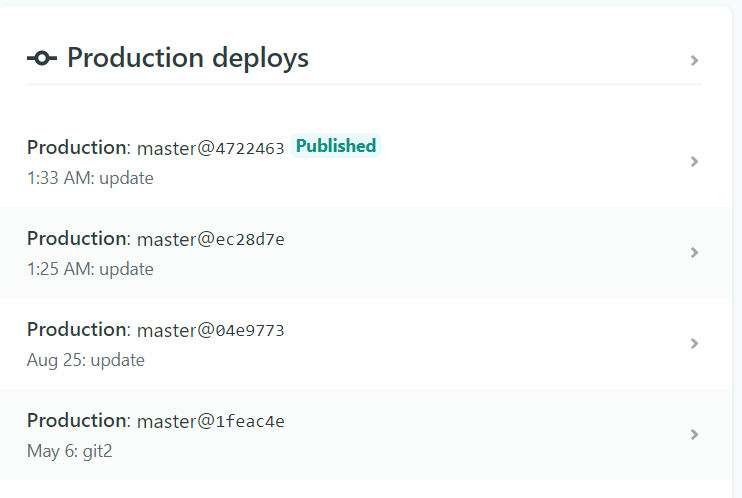 Production deploys
Production: master@4722463 Published
1:33 AM: update
Production: master@ec28d7e
1:25 AM: update
Production: master@04e9773
Aug 25: update
Production: master@1feac4e
May 6: git2